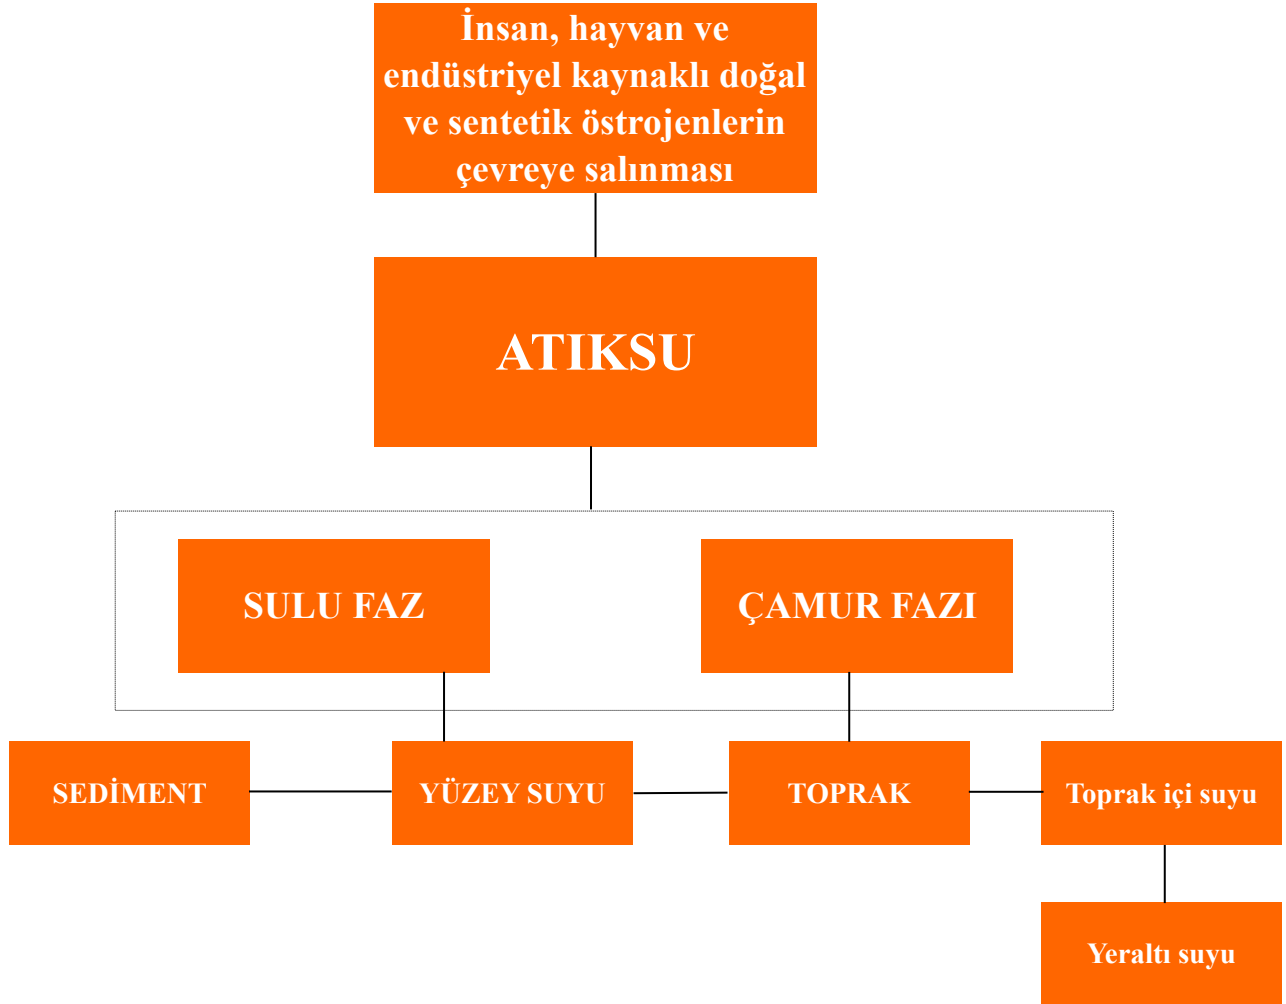 İnsan, hayvan ve
endüstriyel kaynaklı doğal
ve sentetik östrojenlerin
çevreye salınması
ATIKSU
SULU FAZ
ÇAMUR FAZI
SEDİMENT
YÜZEY SUYU
TOPRAK
Toprak içi suyu
Yeraltı suyu